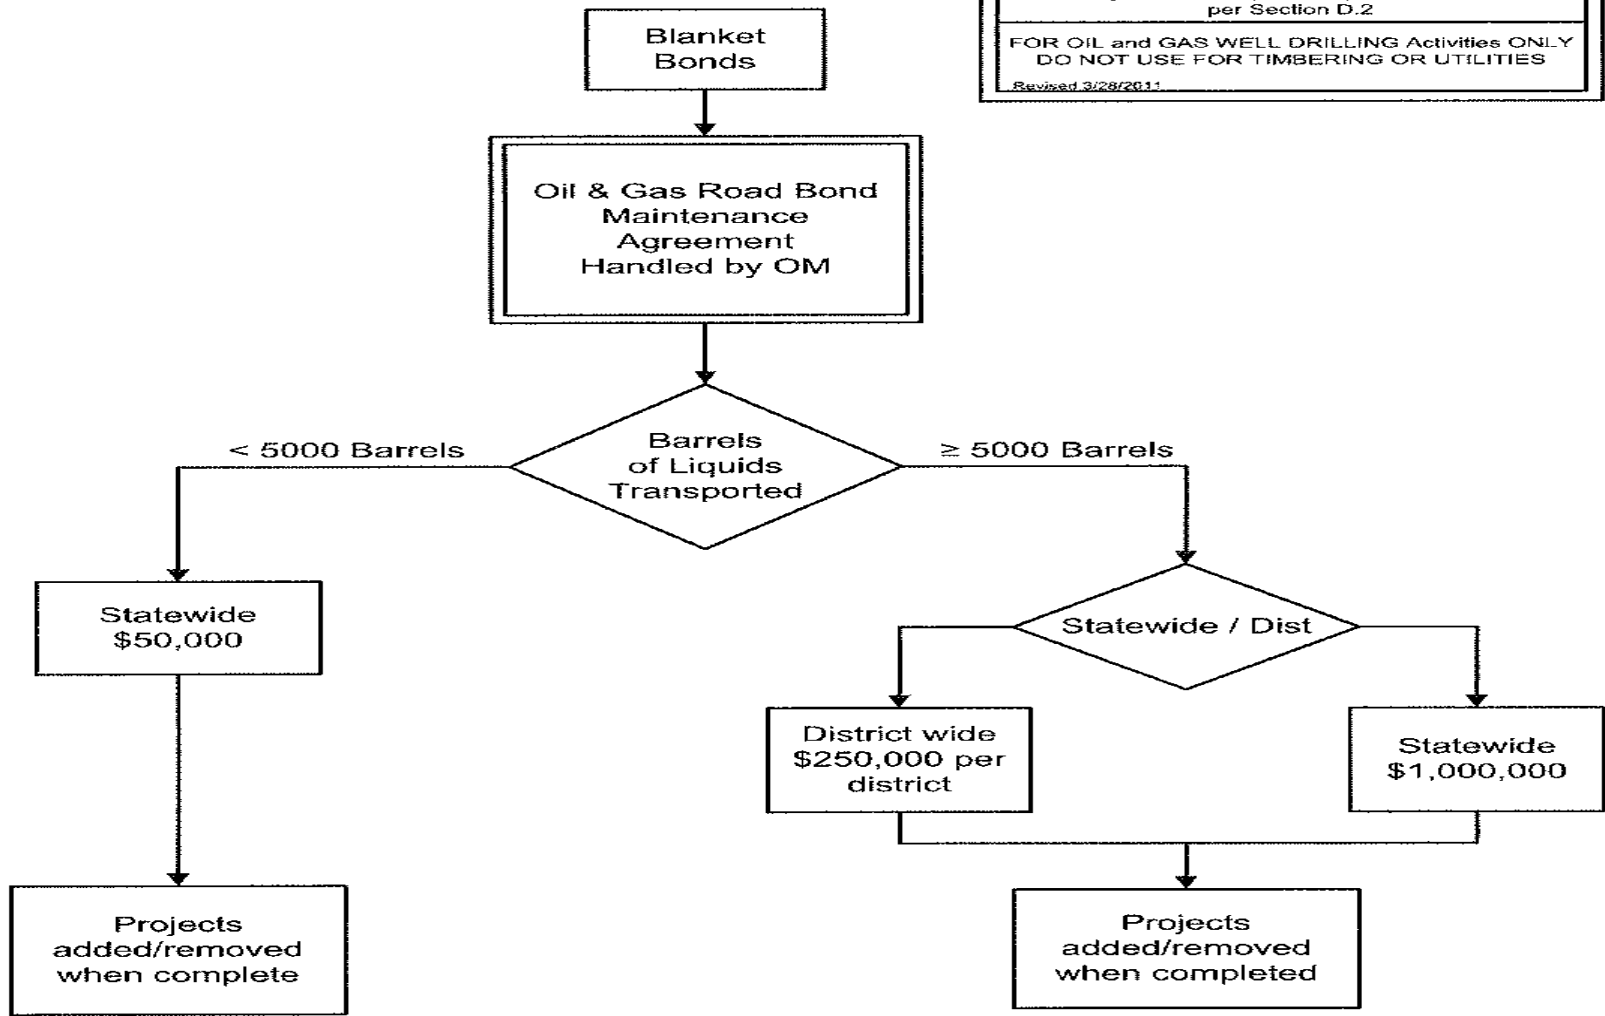 per Section D.2
FOR OIL and GAS WELL DRILLING Activities ONLY
DO NOT USE FOR TIMBERING OR UTILITIES
Revised 3/28/2011
Blanket
Bonds
Oil & Gas Road Bond
Maintenance
Agreement
Handled by OM
Barrels
of Liquids
Transported
< 5000 Barrels
≥ 5000 Barrels
Statewide
$50,000
Statewide / Dist
District wide
$250,000 per
district
Statewide
$1,000,000
Projects
added/removed
when complete
Projects
added/removed
when completed